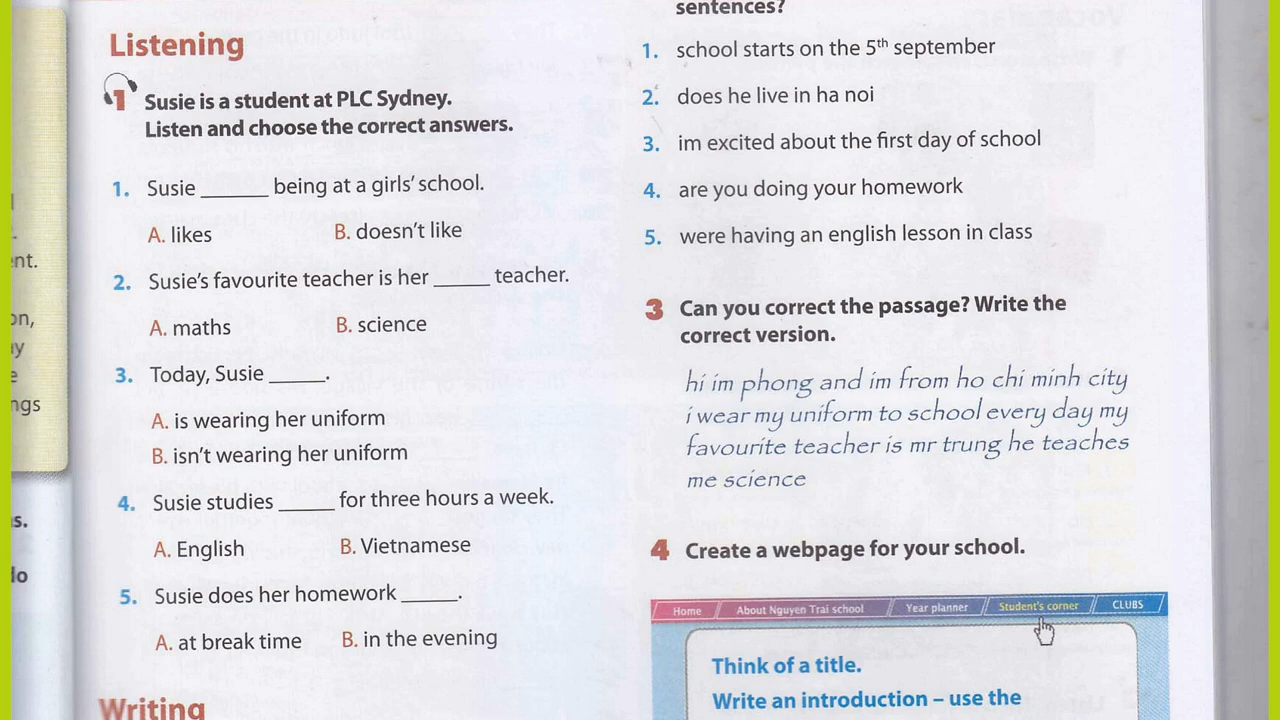 Listening
1 Susie is a student at PLC Sydney.
Listen and choose the correct answers.
1. Susie ______ being at a girls' school.
A. likes B. doesn't like
2. Susie's favourite teacher is her _____ teacher.
A. maths B. science
3. Today, Susie _____ .
A. is wearing her uniform
B. isn't wearing her uniform
4. Susie studies _____ for three hours a week.
A. English B. Vietnamese
5. Susie does her homework _____.
A. at break time B. in the evening
Writing
sentences?
1. school starts on the 5th september
2. does he live in ha noi
3. im excited about the first day of school
4. are you doing your homework
5. were having an english lesson in class
3 Can you correct the passage? Write the
correct version.
hi im phong and im from ho chi minh city
i wear my uniform to school every day my
favourite teacher is mr trung he teaches
me science
4 Create a webpage for your school.
Home About Nguyen Trai school Year planner Student's corner CLUBS
Think of a title.
Write an introduction – use the